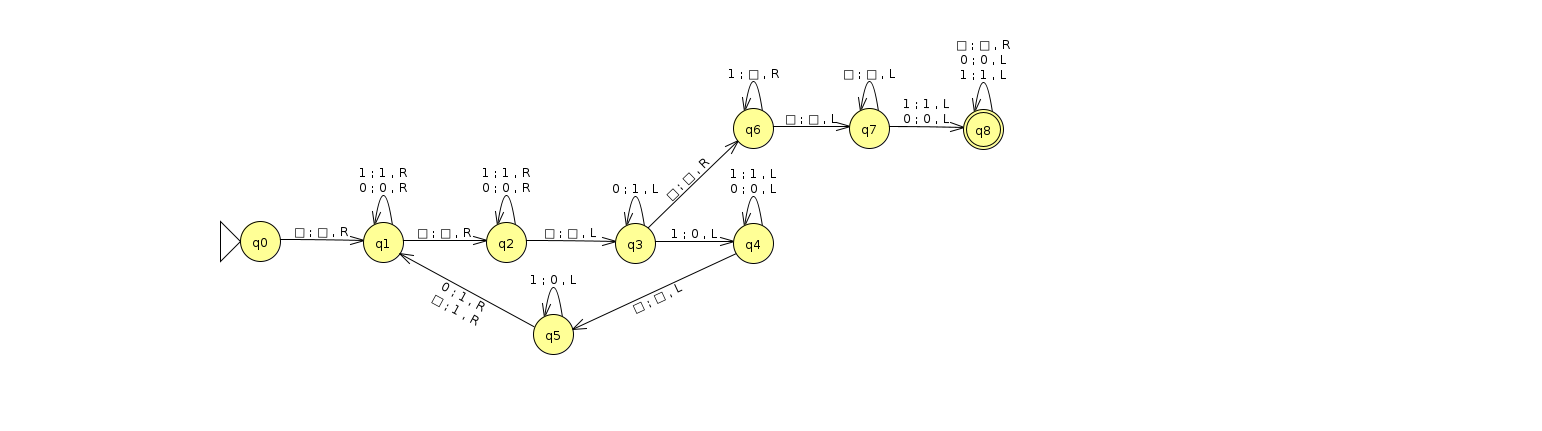 □ ; □ , R
0 ; 0 , L
1 ; 1 , L
1 ; □ , R
□ ; □ , L
1 ; 1 , L
0 ; 0 , L
q6
□ ; □ , L
q7
q8
□ ; □ , R
1 ; 1 , R
0 ; 0 , R
1 ; 1 , R
0 ; 0 , R
0 ; 1 , L
1 ; 1 , L
0 ; 0 , L
q0
□ ; □ , R
q1
□ ; □ , R
q2
□ ; □ , L
q3
1 ; 0 , L
q4
1 ; 0 , L
0 ; 1 , R
□ ; 1 , R
□ ; □ , L
q5